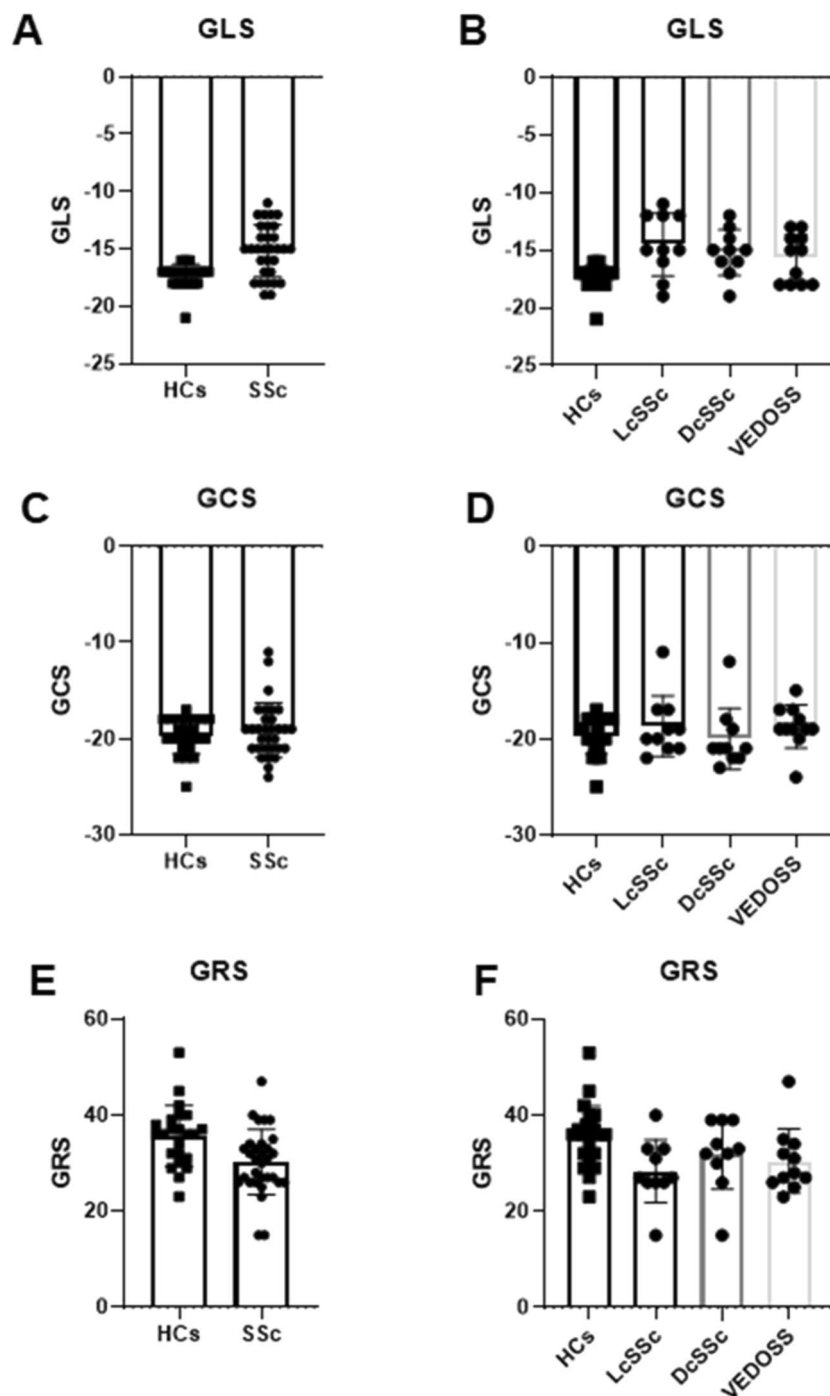 A
GLS
GLS
0
-5
-10
-15
-20
-25
HCs
SSc
B
GLS
0
-5
-10
-15
-20
-25
HCs
LcSSc
DcSSc
VEDOSS
C
GCS
GCS
0
-10
-20
-30
HCs
SSc
D
GCS
GCS
0
-10
-20
-30
HCs
LcSSc
DcSSc
VEDOSS
E
GRS
GRS
60
40
20
0
HCs
SSc
F
GRS
GRS
60
40
20
0
HCs
LcSSc
DcSSc
VEDOSS